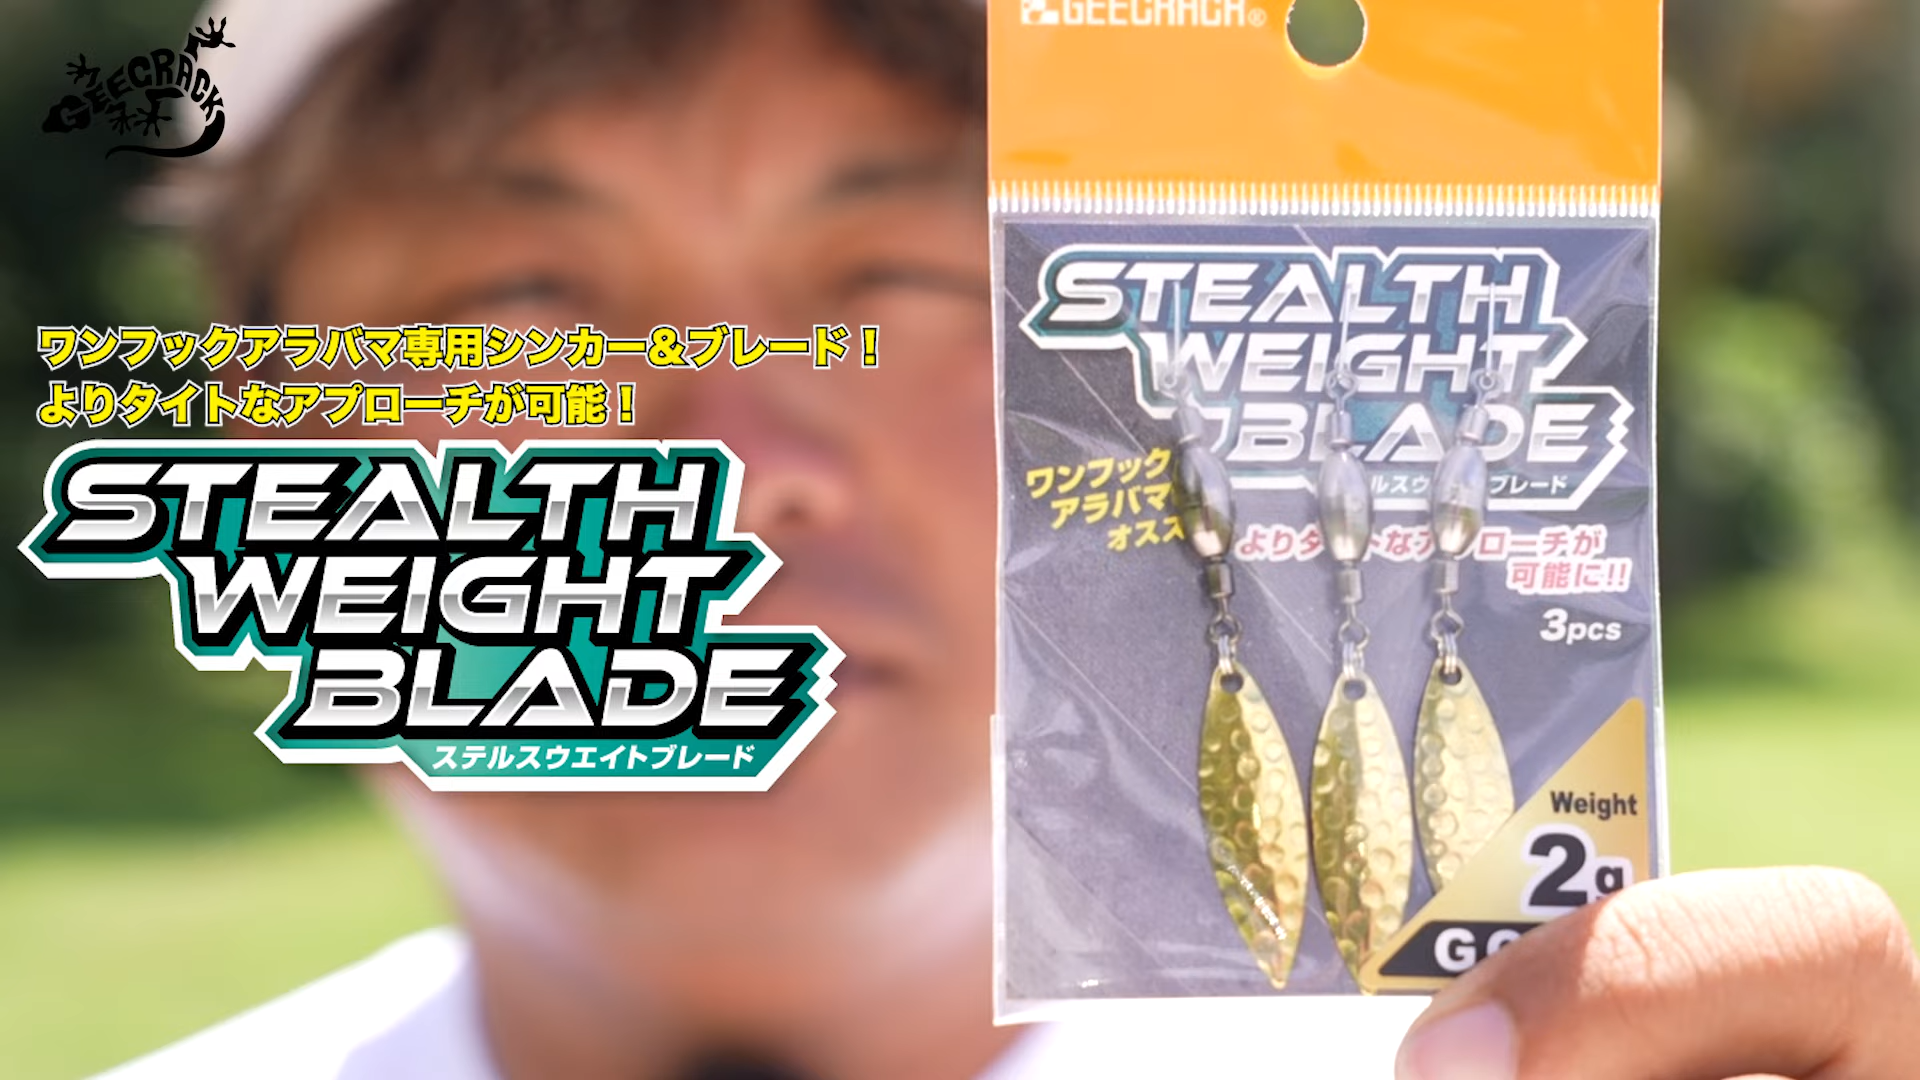 GEECRACK
ワンフックアラバマ専用シンカー&ブレード！
よりタイトなアプローチが可能！
STEALTH
WEIGHT
BLADE
ステルスウエイトブレード
GEECRACK®
STEALTH
WEIGHT
BLADE
ブレード
ワンフック
アラバマ
オスス
よりタ トなア ローチが
可能に!!
3pcs
Weight
2g